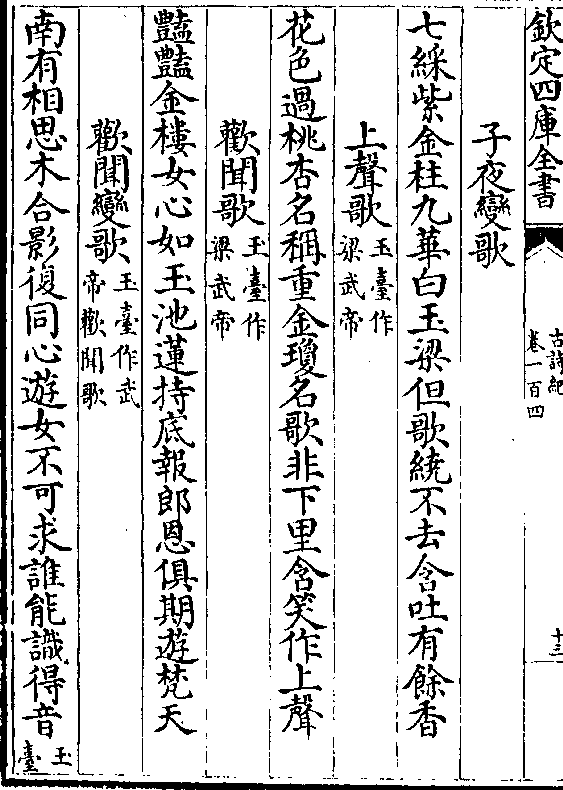 欽定四庫全書
古詩紀
卷一百四
十三
子夜變歌
七綵紫金柱九華白玉梁但歌繞不去含吐有餘香
上聲歌玉臺作梁武帝
花色過桃杏名稱重金瓊名歌非下里含笑作上聲
歡聞歌玉臺作梁武帝
豔豔金樓女心如玉池蓮持底報郎恩俱期遊梵天
歡聞變歌玉臺作武帝歡聞歌
南有相思木合影復同心遊女不可求誰能識得音玉臺